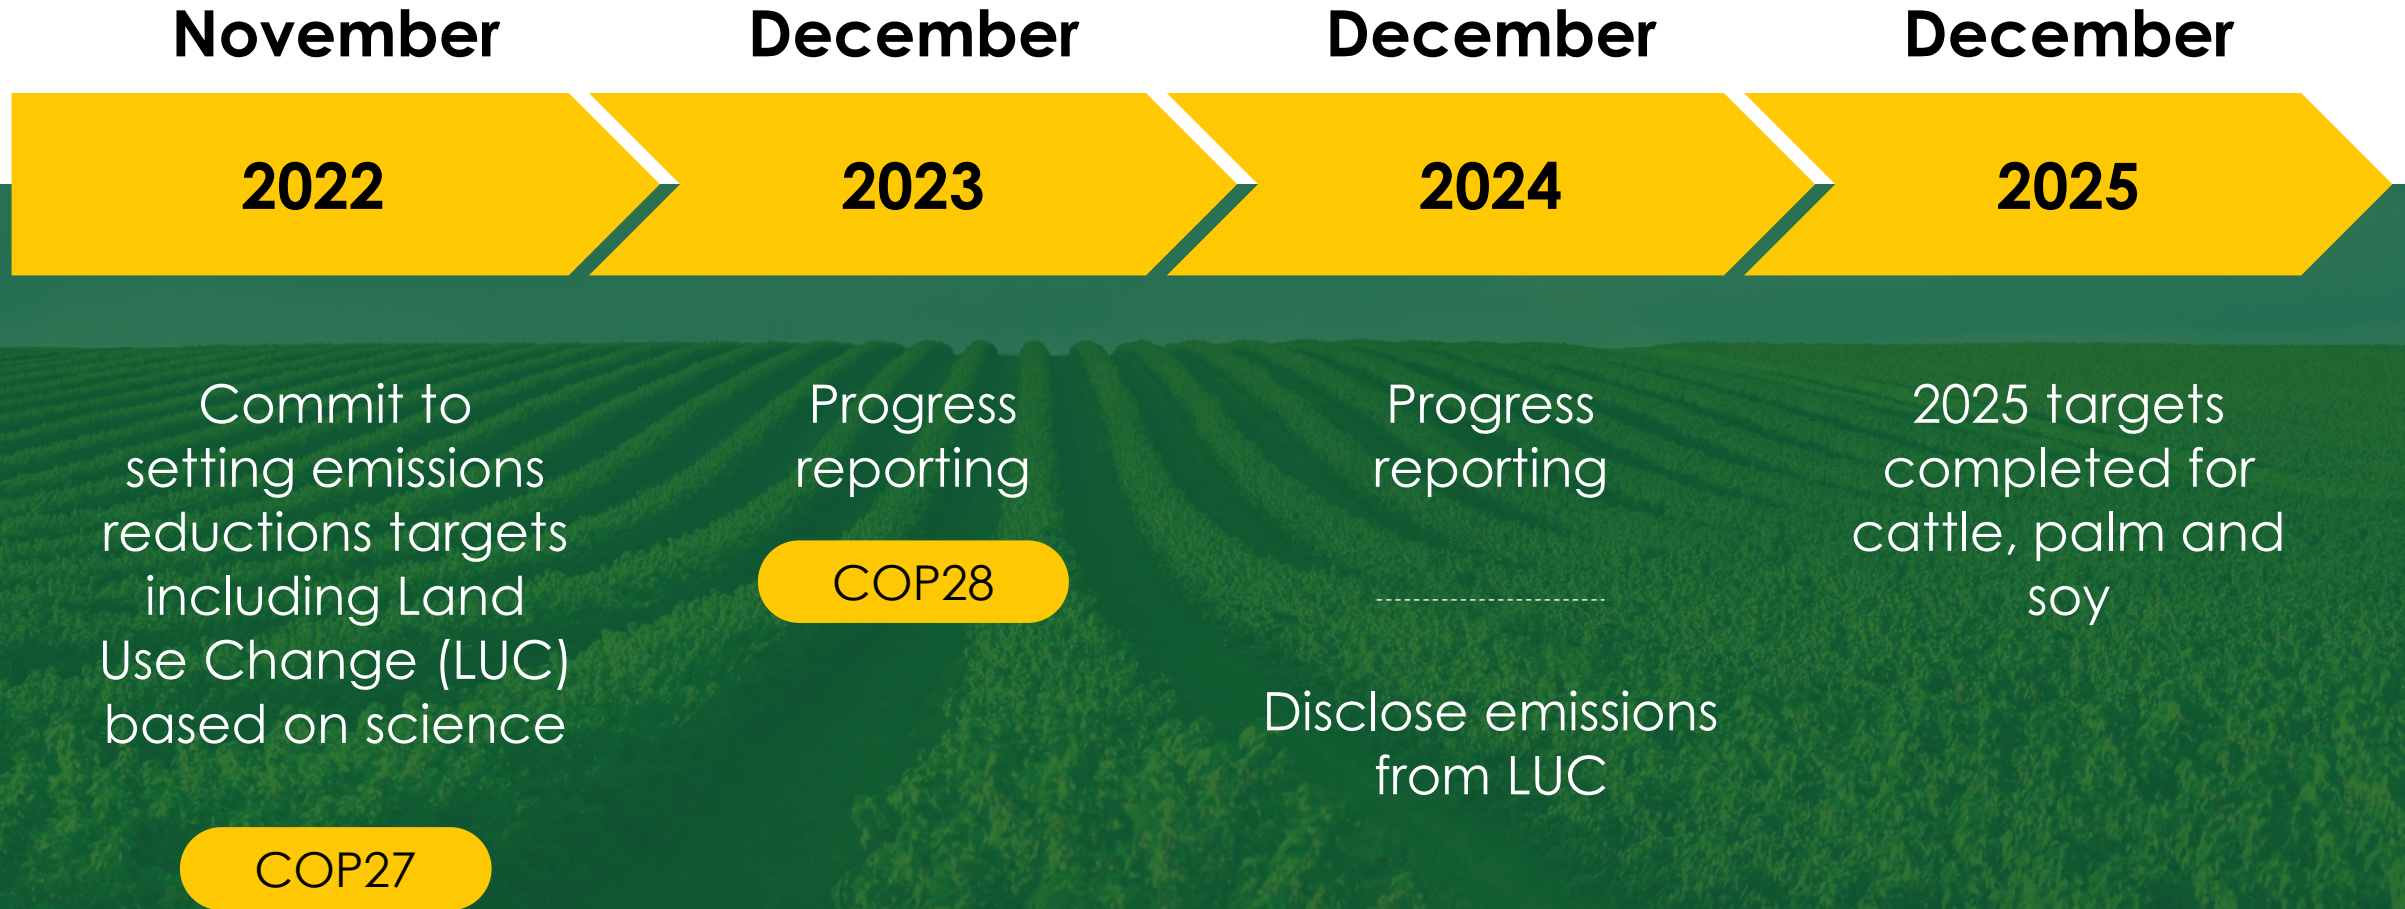 November
December
December
December
2022
2023
2024
2025
Commit to
setting emissions
reductions targets
including Land
Use Change (LUC)
based on science
COP27
Progress
reporting
COP28
Progress
reporting
Disclose emissions
from LUC
2025 targets
completed for
cattle, palm and
soy